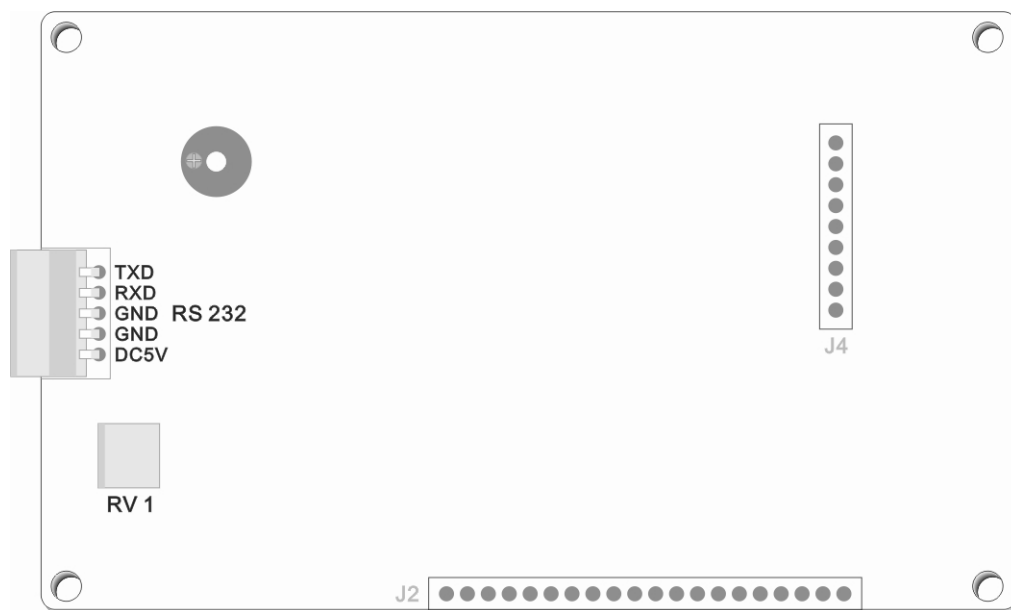 TXD
RXD
GND
RS 232
GND
DC5V
J4
RV 1
J2